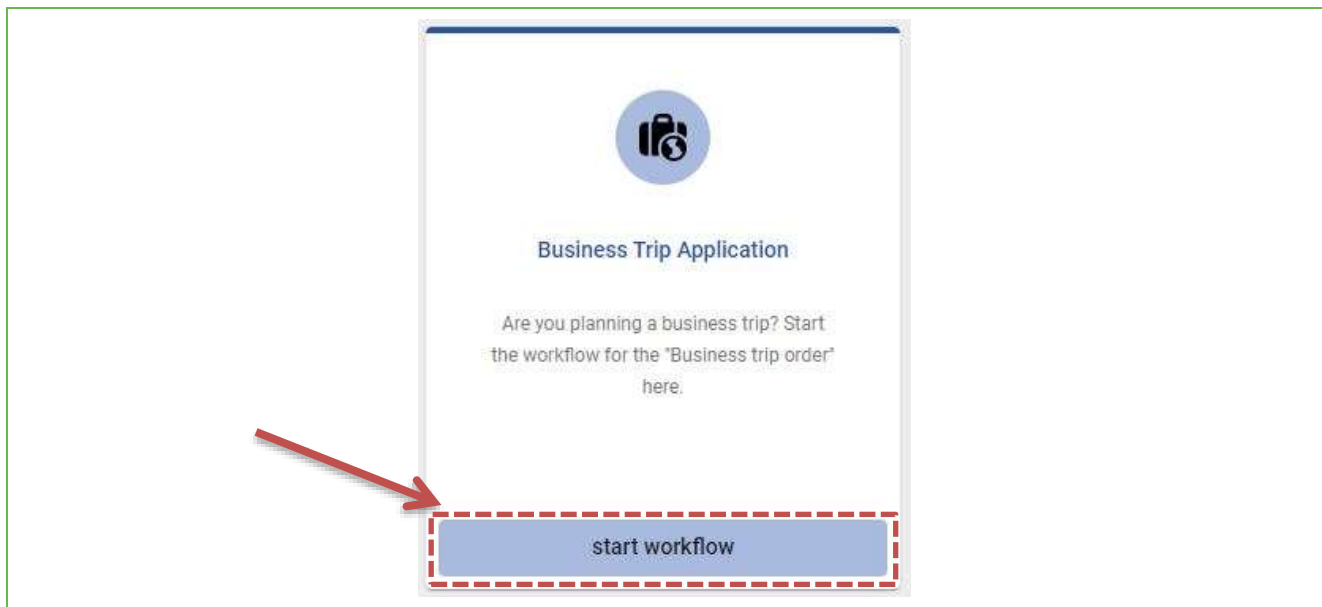 Business Trip Application
Are you planning a business trip? Start
the workflow for the "Business trip order"
here.
start workflow